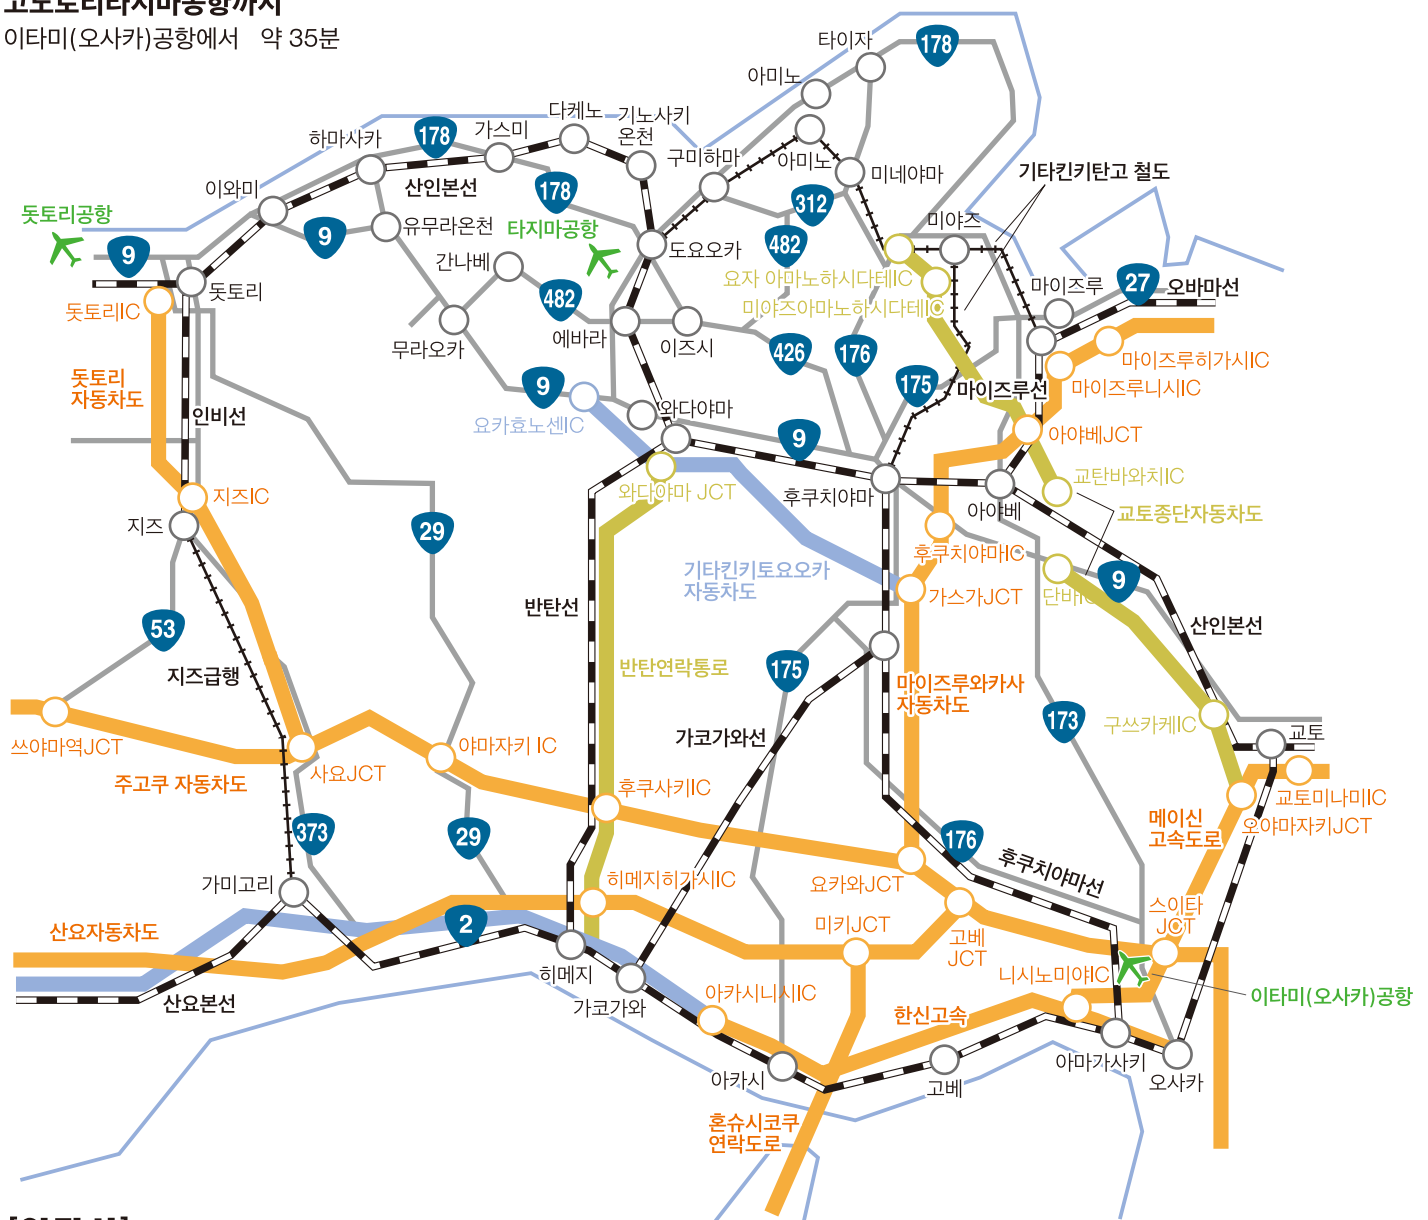 고노도리타지마공항까지
이타미(오사카)공항에서 약 35분
타이자
178
아미노
다케노
기노사키
온천
가스미
178
하마사카
아미노
구미하마
미네야마
기타킨키탄고 철도
이와미
산인본선
178
312
돗토리공항
유무라온천
타지마공항
미야즈
9
9
482
도요오카
간나베
요자 아마노하시다테IC
돗토리
482
27
오바마선
마이즈루
돗토리IC
미야즈아마노하시다테IC
에바라
이즈시
무라오카
426
176
마이즈루히가시IC
돗토리
자동차도
9
175
마이즈루선
마이즈루니시IC
인비선
와다야마
요카효노센IC
9
아야베JCT
지즈IC
와다야마 JCT
후쿠치야마
교탄바와치IC
아야베
교토종단자동차도
지즈
29
후쿠치야마IC
기타킨키토요오카
자동차도
9
단바IC
가스가JCT
반탄선
53
산인본선
지즈급행
반탄연락통로
175
마이즈루와카사
자동차도
173
구쓰카케IC
쓰야마역JCT
가코가와선
교토
야마자키 IC
사요JCT
주고쿠 자동차도
후쿠사키IC
교토미나미IC
메이신
고속도로
오야마자키JCT
373
29
176
후쿠치야마선
가미고리
히메지히가시IC
요카와JCT
스이타
JCT
2
미키JCT
산요자동차도
고베
JCT
히메지
니시노미야IC
산요본선
가코가와
아카시니시IC
이타미(오사카)공항
한신고속
아카시
고베
아마가사키
오사카
혼슈시코쿠
연락도로